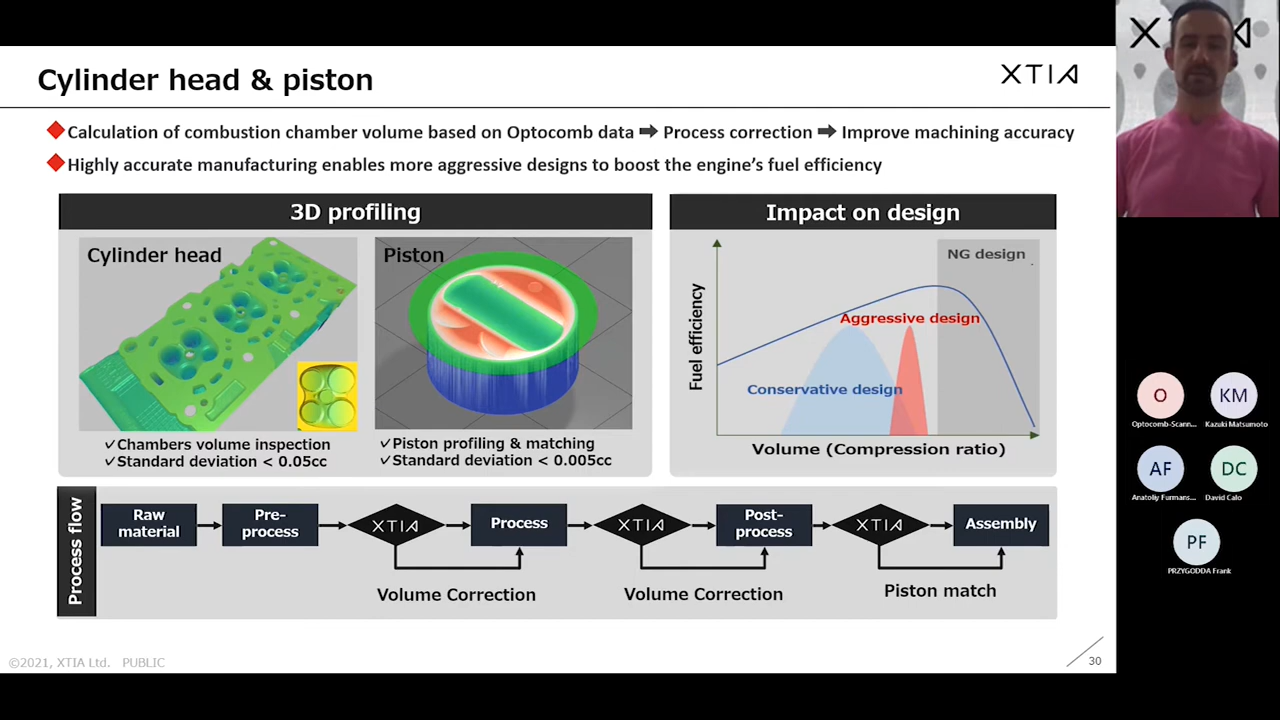 Cylinder head & piston
XTIA
Calculation of combustion chamber volume based on Optocomb data ➡ Process correction ➡ Improve machining accuracy
Highly accurate manufacturing enables more aggressive designs to boost the engine's fuel efficiency
3D profiling
Cylinder head
Piston
✓Chambers volume inspection
✓Standard deviation < 0.05cc
✓Piston profiling & matching
✓Standard deviation < 0.005cc
Impact on design
NG design
Aggressive design
Conservative design
Fuel efficiency
Volume (Compression ratio)
Process flow
Raw
material
Pre-
process
XTIA
Process
XTIA
Post-
process
XTIA
Assembly
Volume Correction
Volume Correction
Piston match
©2021, XTIA Ltd. PUBLIC
30
O
Optocomb-Scann...
KM
Kazuki Matsumoto
AF
Anatoliy Furmans...
DC
David Calo
PF
PRZYGODDA Frank